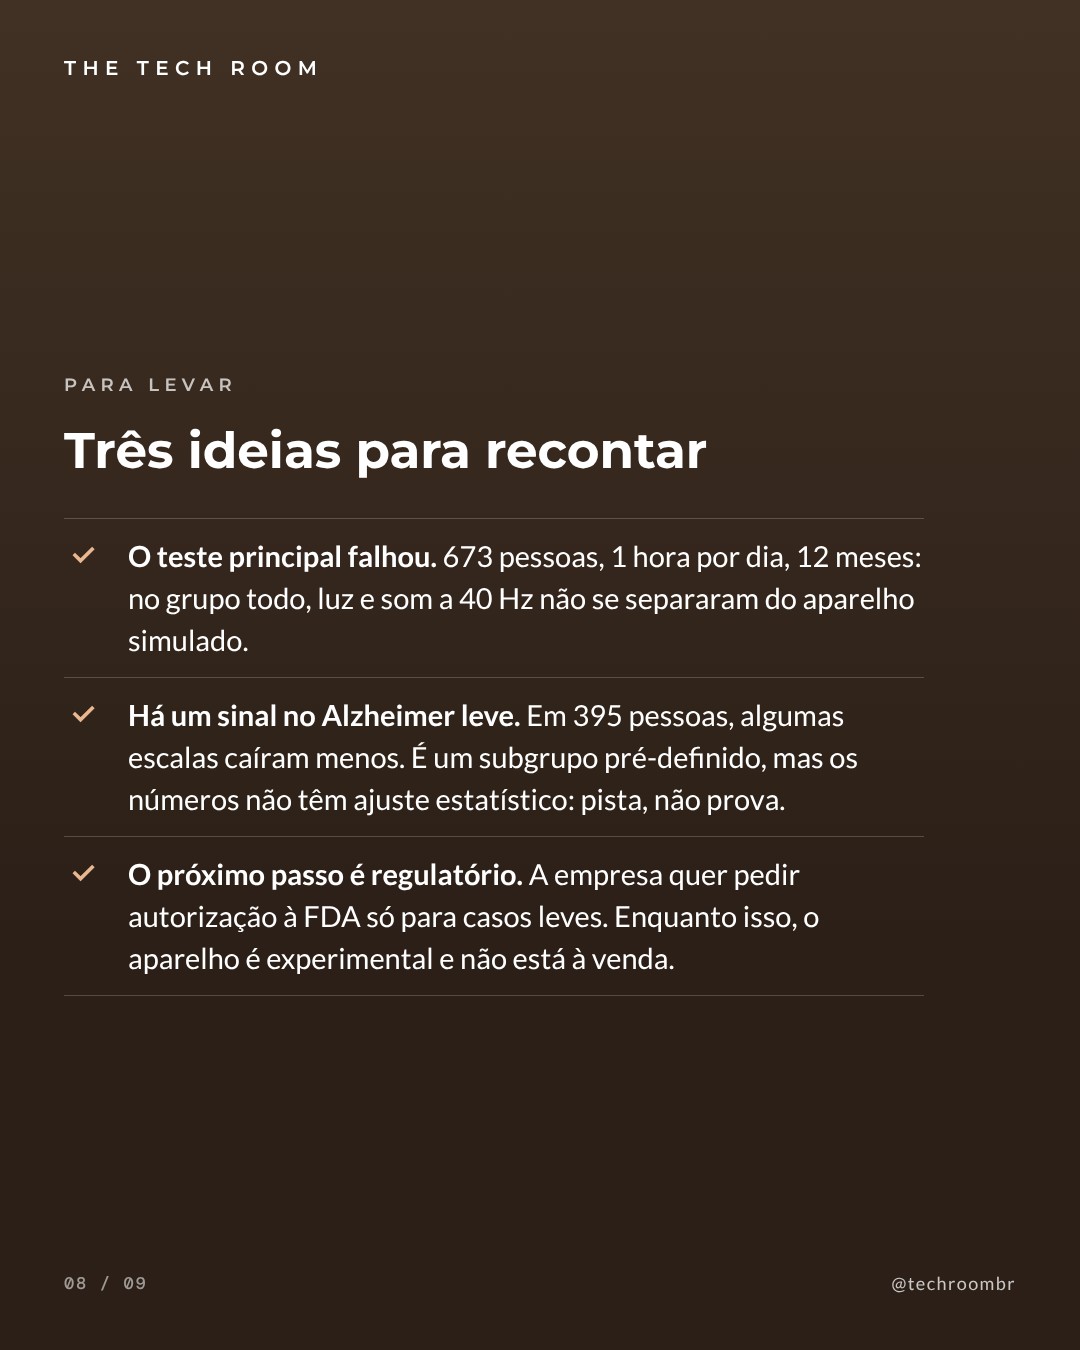 THE TECH ROOM
PARA LEVAR
Três ideias para recontar
O teste principal falhou. 673 pessoas, 1 hora por dia, 12 meses:
no grupo todo, luz e som a 40 Hz não se separaram do aparelho
simulado.
Há um sinal no Alzheimer leve. Em 395 pessoas, algumas
escalas caíram menos. É um subgrupo pré-definido, mas os
números não têm ajuste estatístico: pista, não prova.
O próximo passo é regulatório. A empresa quer pedir
autorização à FDA só para casos leves. Enquanto isso, o
aparelho é experimental e não está à venda.
08 / 09
@techroombr